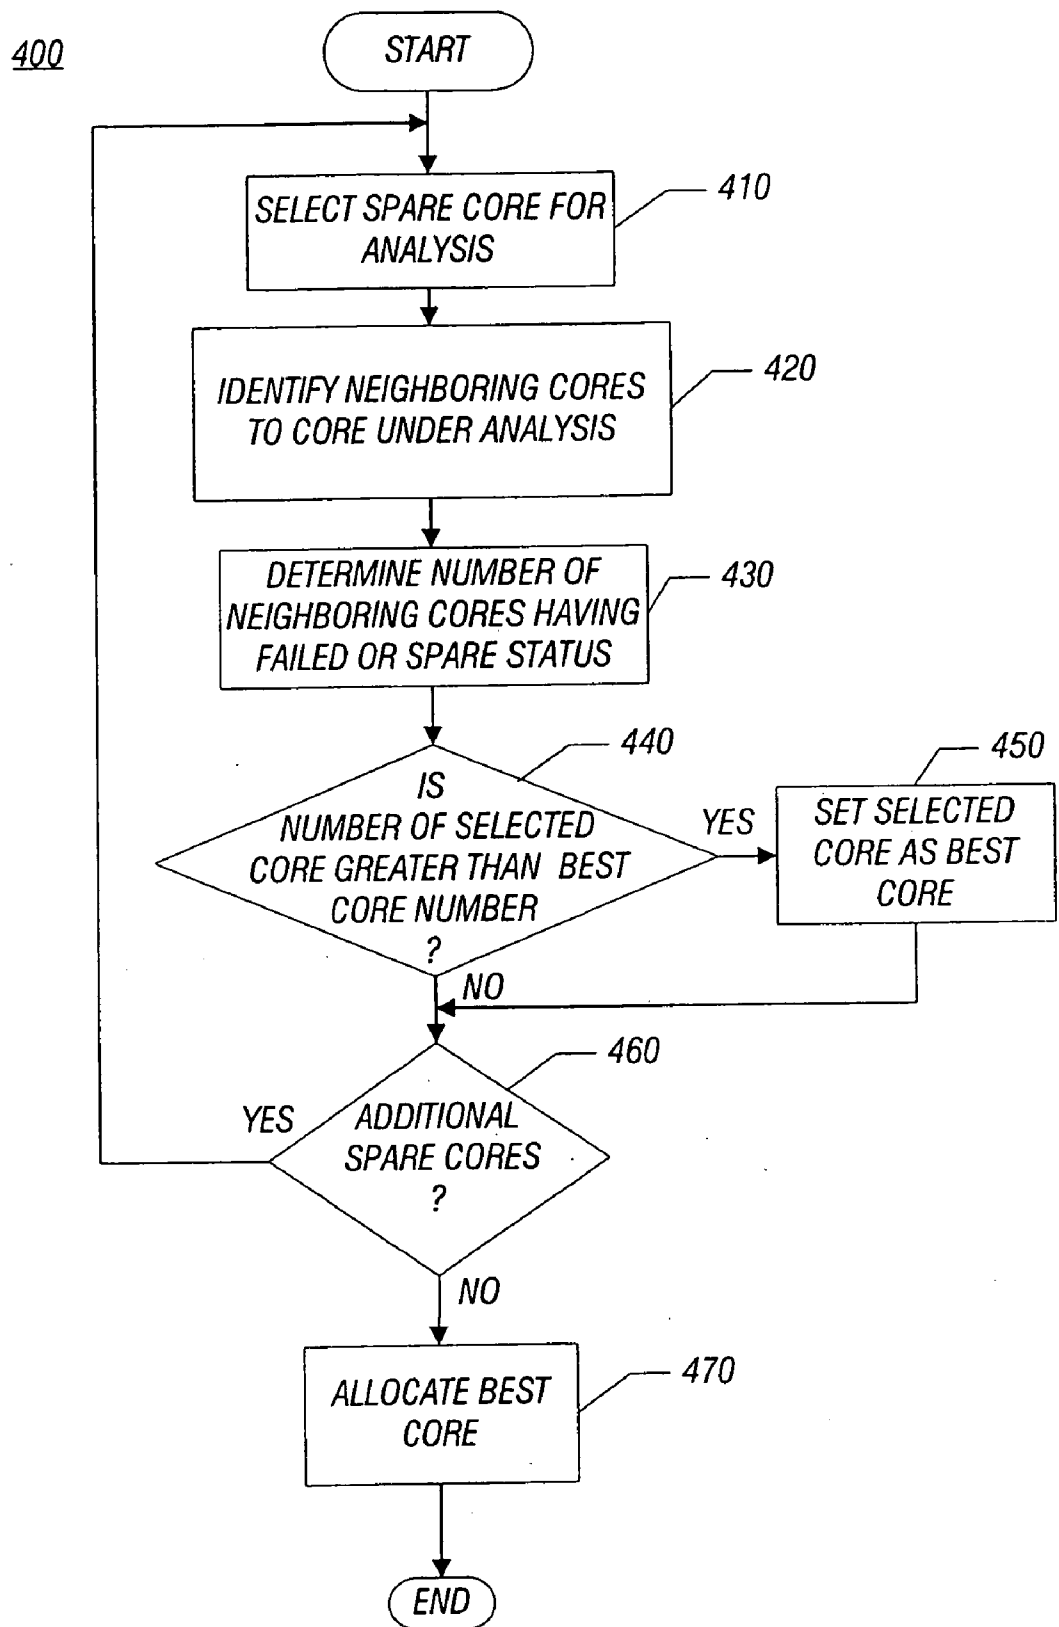 400
START
SELECT SPARE CORE FOR
ANALYSIS
410
IDENTIFY NEIGHBORING CORES
TO CORE UNDER ANALYSIS
420
DETERMINE NUMBER OF
NEIGHBORING CORES HAVING
FAILED OR SPARE STATUS
430
IS
NUMBER OF SELECTED
CORE GREATER THAN BEST
CORE NUMBER
?
440
YES
SET SELECTED
CORE AS BEST
CORE
450
NO
ADDITIONAL
SPARE CORES
?
460
YES
NO
ALLOCATE BEST
CORE
470
END